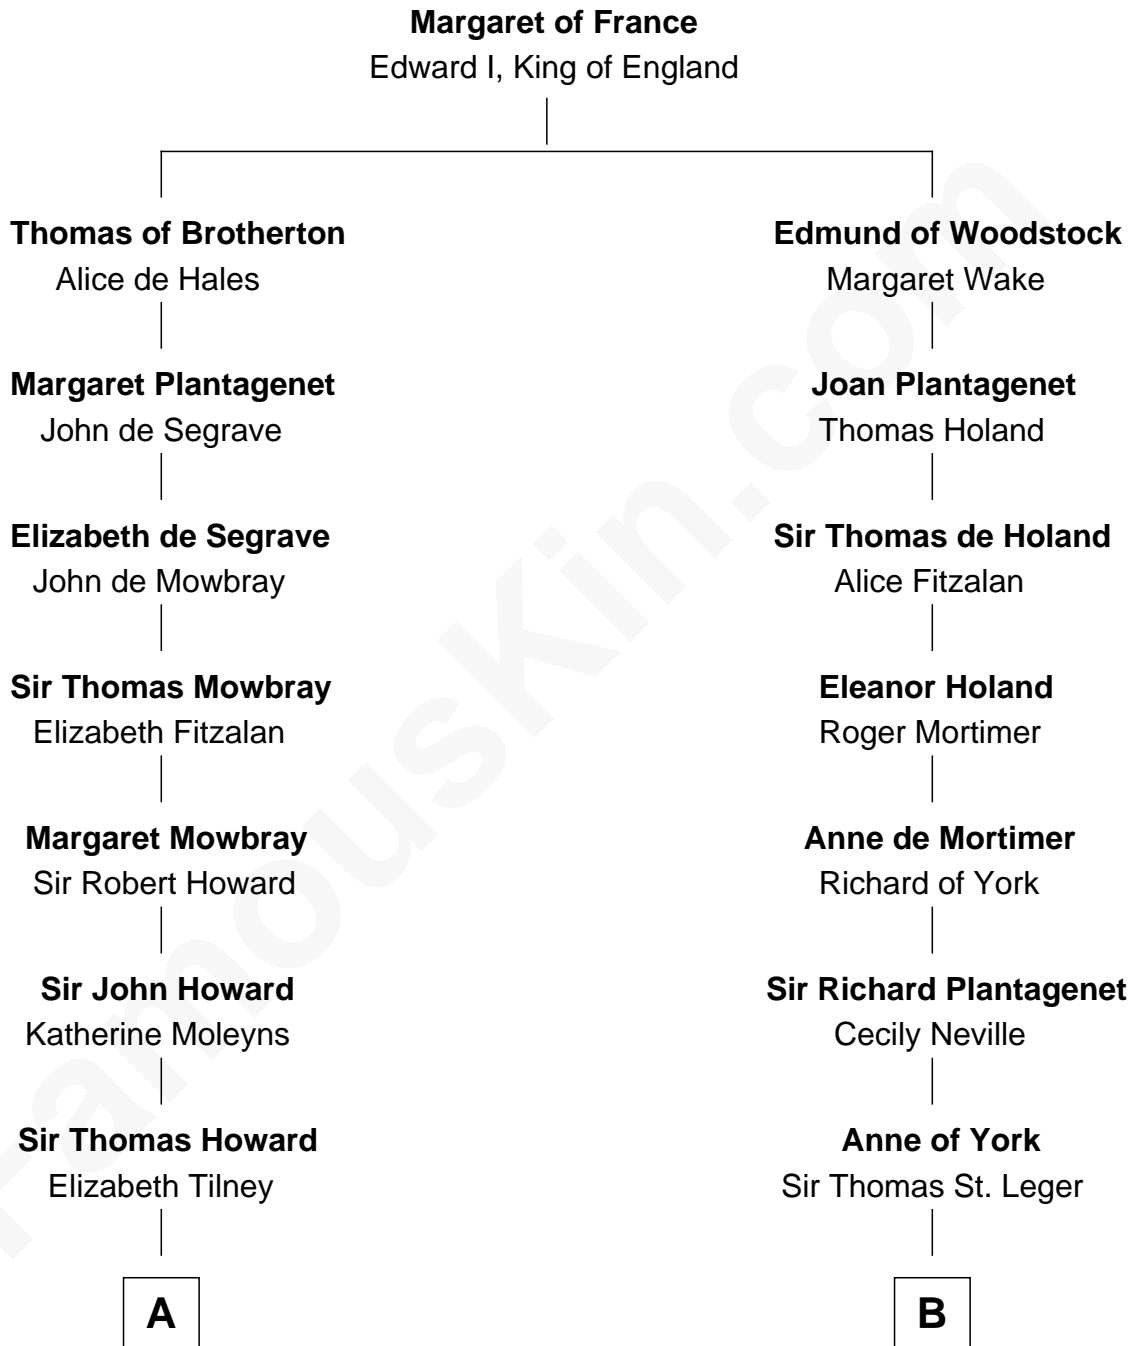 Margaret of France
Edward I, King of England
Thomas of Brotherton
Alice de Hales
Edmund of Woodstock
Margaret Wake
Margaret Plantagenet
John de Segrave
Joan Plantagenet
Thomas Holand
Elizabeth de Segrave
John de Mowbray
Sir Thomas de Holand
Alice Fitzalan
Sir Thomas Mowbray
Elizabeth Fitzalan
Eleanor Holand
Roger Mortimer
Margaret Mowbray
Sir Robert Howard
Anne de Mortimer
Richard of York
Sir John Howard
Katherine Moleyns
Sir Richard Plantagenet
Cecily Neville
Sir Thomas Howard
Elizabeth Tilney
Anne of York
Sir Thomas St. Leger
A
B
FamousKin.com